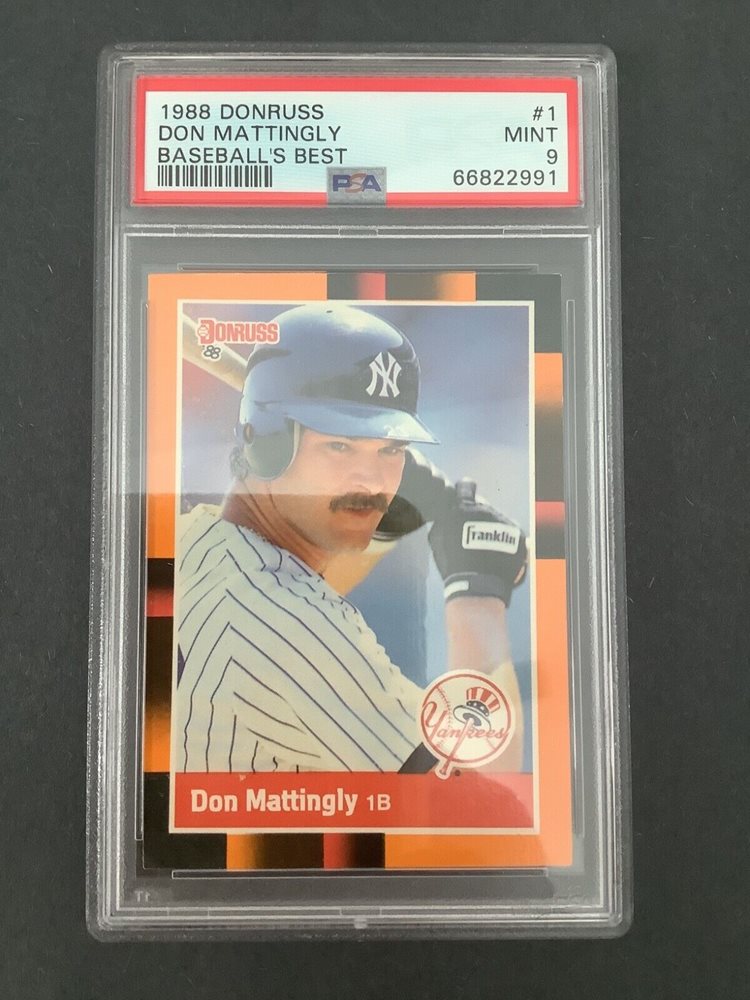 1988 DONRUSS #1
DON MATTINGLY MINT
BASEBALL'S BEST 9
PSA 66822991
DONRUSS
'88
NY
Franklin
Yankees
Don Mattingly 1B